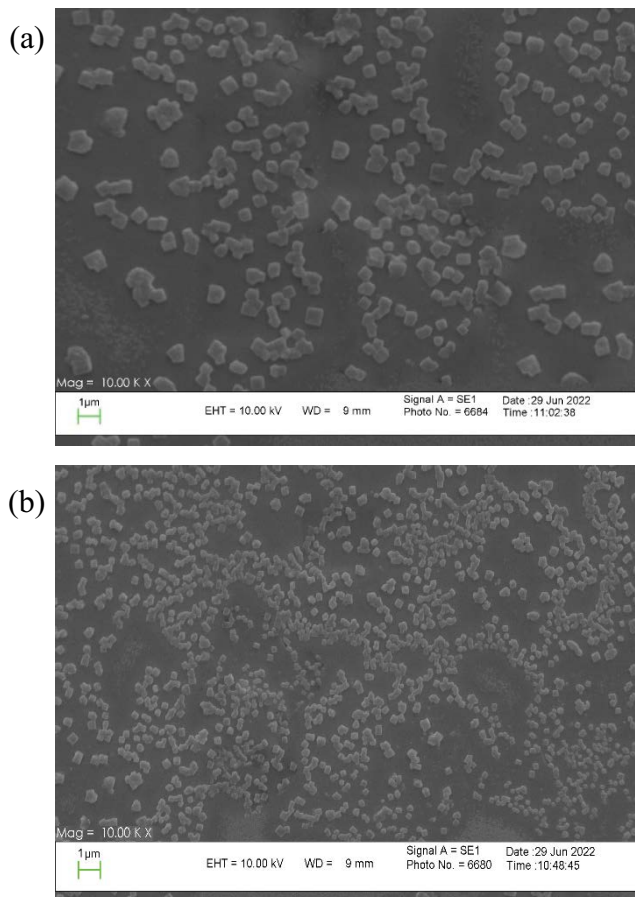 (a)
Mag = 10.00 K X
1µm
EHT = 10.00 kV WD = 9 mm
Signal A = SE1 Date :29 Jun 2022
Photo No. = 6684 Time :11:02:38
(b)
Mag = 10.00 K X
1µm
EHT = 10.00 kV WD = 9 mm
Signal A = SE1 Date :29 Jun 2022
Photo No. = 6680 Time :10:48:45